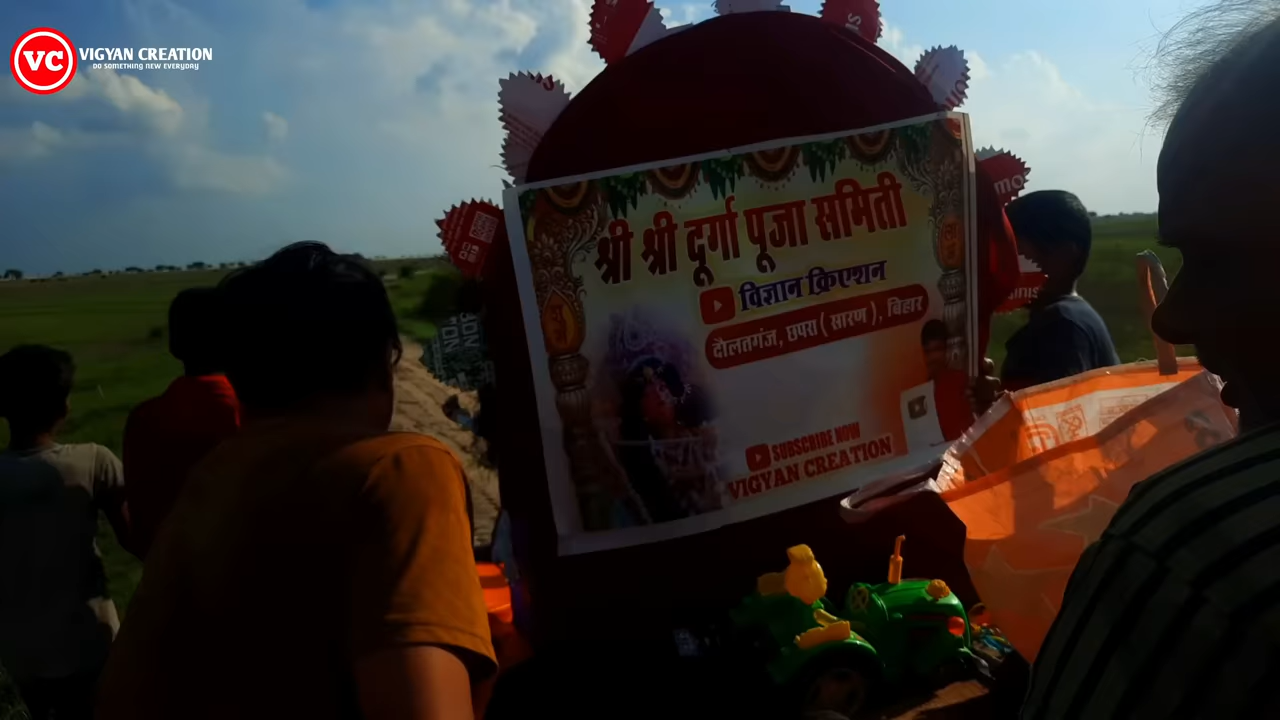 VC VIGYAN CREATION
DO SOMETHING NEW EVERYDAY
श्री श्री दूर्गा पूजा समिती
विज्ञान क्रिएशन
दौलतगंज, छपरा ( सारण ), बिहार
SUBSCRIBE NOW
VIGYAN CREATION